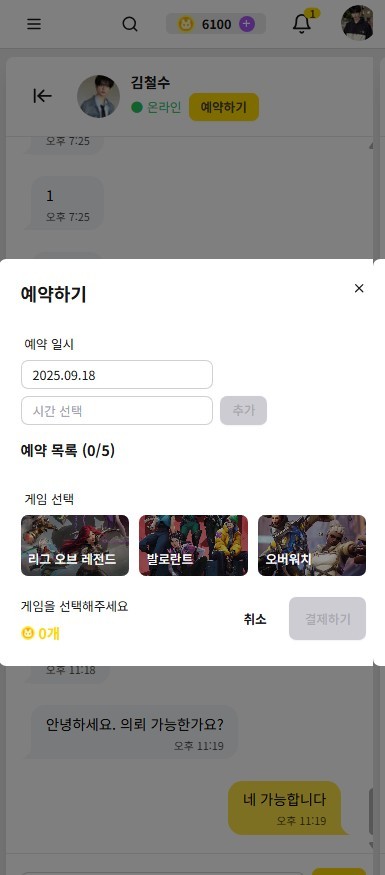 6100
1
김철수
온라인
예약하기
오후 7:25
1
오후 7:25
예약하기
예약 일시
2025.09.18
시간 선택
추가
예약 목록 (0/5)
게임 선택
리그 오브 레전드
발로란트
오버워치
게임을 선택해주세요
0개
취소
결제하기
오후 11:18
안녕하세요. 의뢰 가능한가요?
오후 11:19
네 가능합니다
오후 11:19